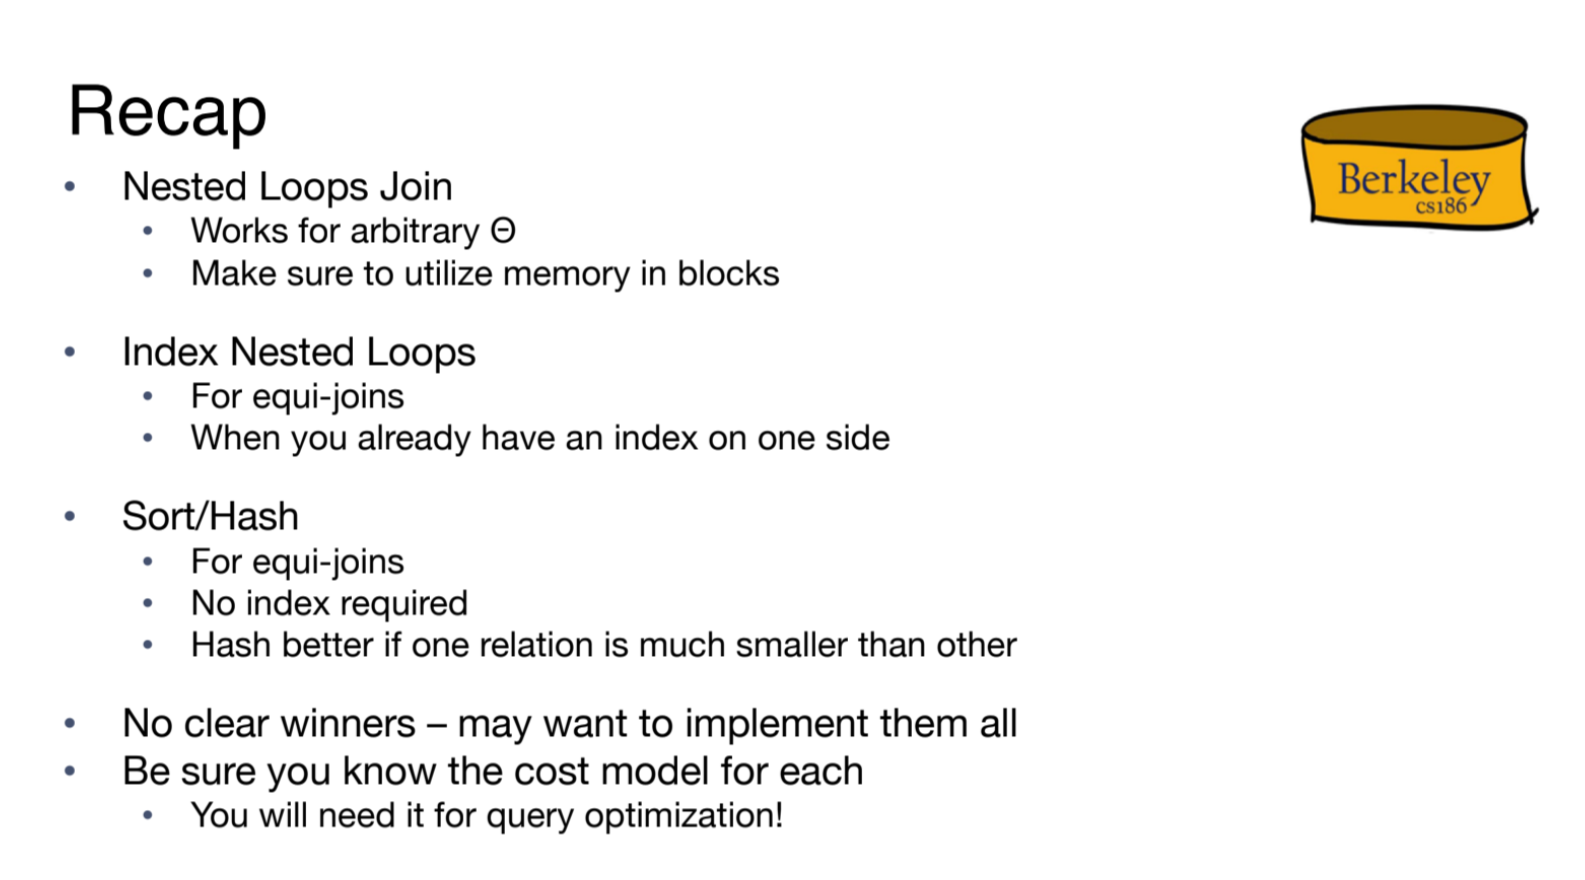 Recap
Berkeley
cs186
• Nested Loops Join
• Works for arbitrary Θ
• Make sure to utilize memory in blocks
• Index Nested Loops
• For equi-joins
• When you already have an index on one side
• Sort/Hash
• For equi-joins
• No index required
• Hash better if one relation is much smaller than other
• No clear winners – may want to implement them all
• Be sure you know the cost model for each
• You will need it for query optimization!